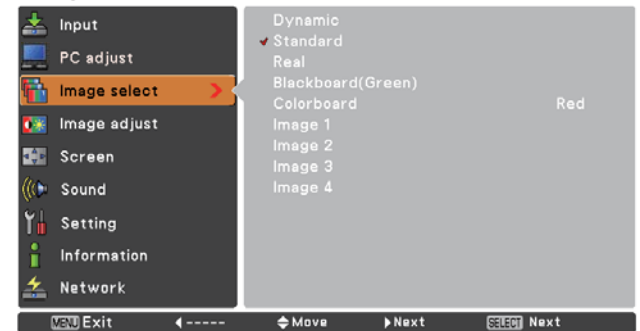 Input
PC adjust
Image select
Image adjust
Screen
Sound
Setting
Information
Network
Dynamic
Standard
Real
Blackboard(Green)
Colorboard Red
Image 1
Image 2
Image 3
Image 4
MENU Exit ----- Move Next SELECT Next